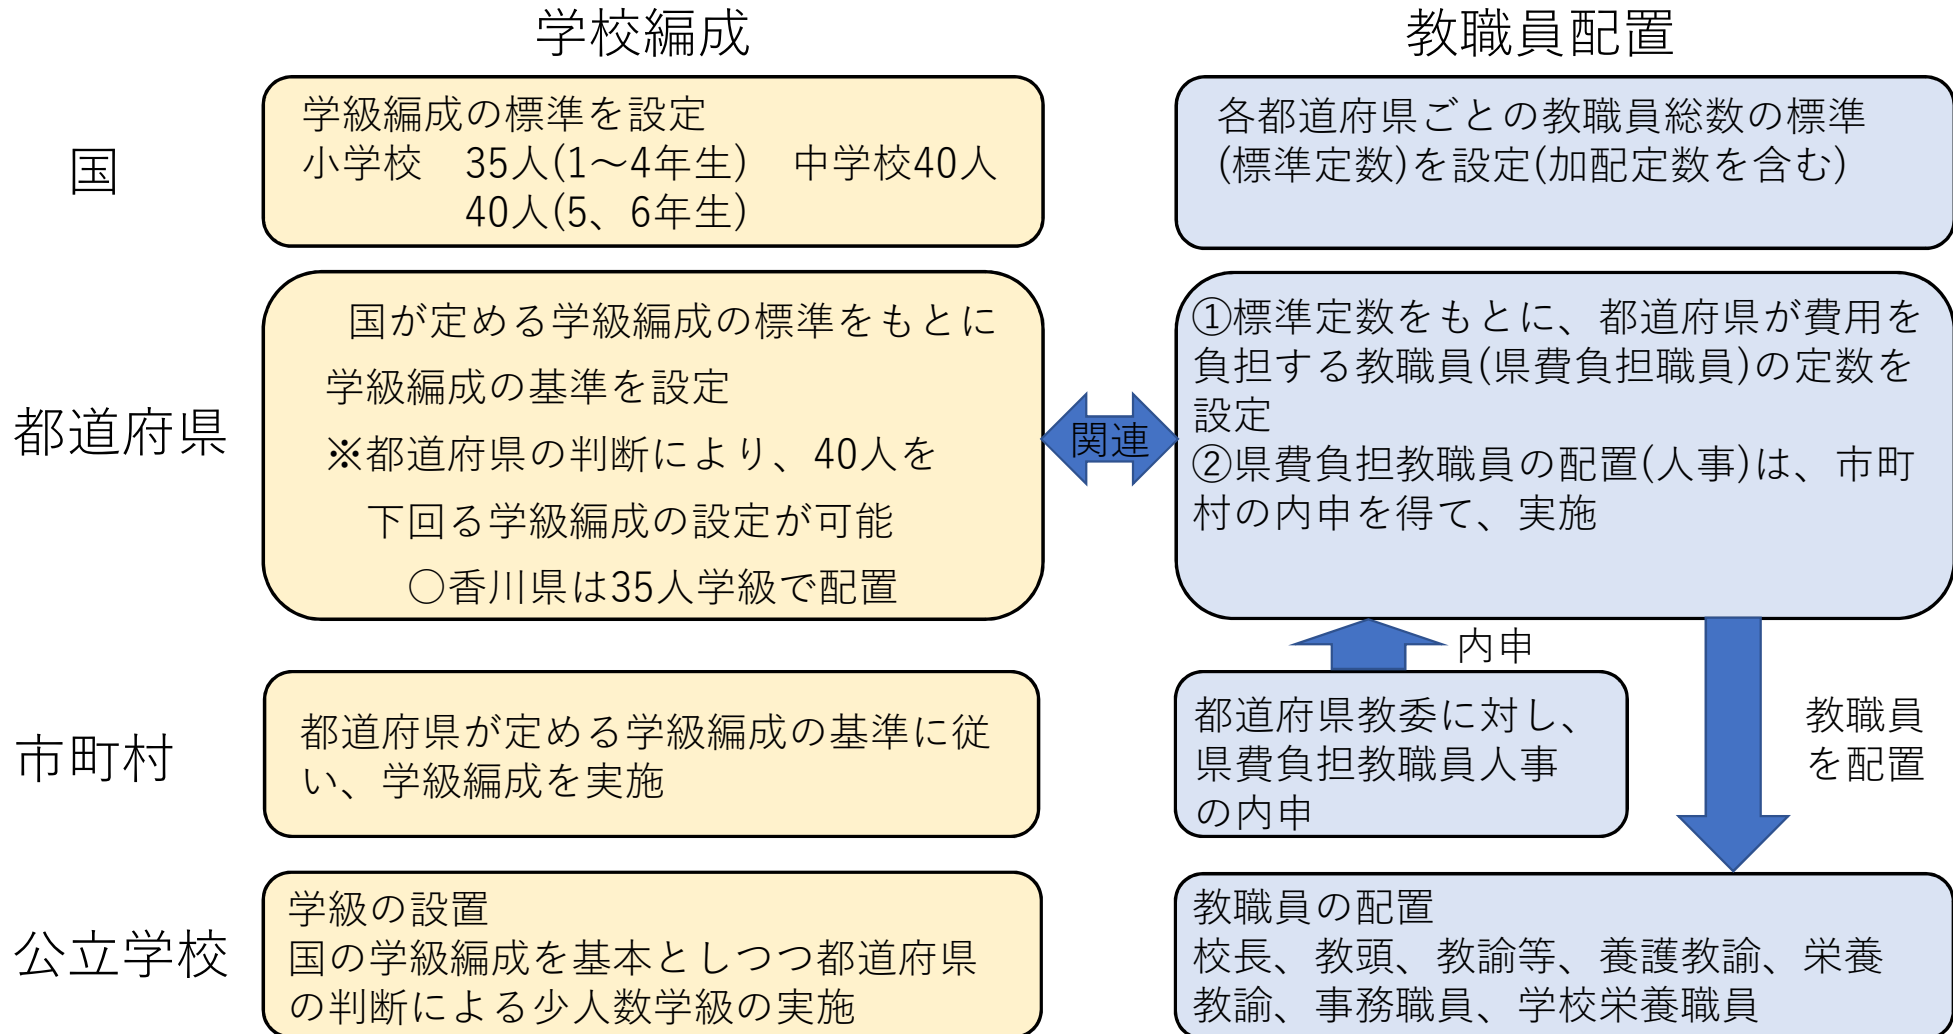 学校編成
教職員配置
国
学級編成の標準を設定
小学校　35人(1～4年生)　中学校40人
40人(5、6年生)
各都道府県ごとの教職員総数の標準
(標準定数)を設定(加配定数を含む)
都道府県
国が定める学級編成の標準をもとに
学級編成の基準を設定
※都道府県の判断により、40人を
下回る学級編成の設定が可能
○香川県は35人学級で配置
関連
①標準定数をもとに、都道府県が費用を
負担する教職員(県費負担職員)の定数を
設定
②県費負担教職員の配置(人事)は、市町
村の内申を得て、実施
内申
市町村
都道府県が定める学級編成の基準に従
い、学級編成を実施
都道府県教委に対し、
県費負担教職員人事
の内申
教職員
を配置
公立学校
学級の設置
国の学級編成を基本としつつ都道府県
の判断による少人数学級の実施
教職員の配置
校長、教頭、教諭等、養護教諭、栄養
教諭、事務職員、学校栄養職員